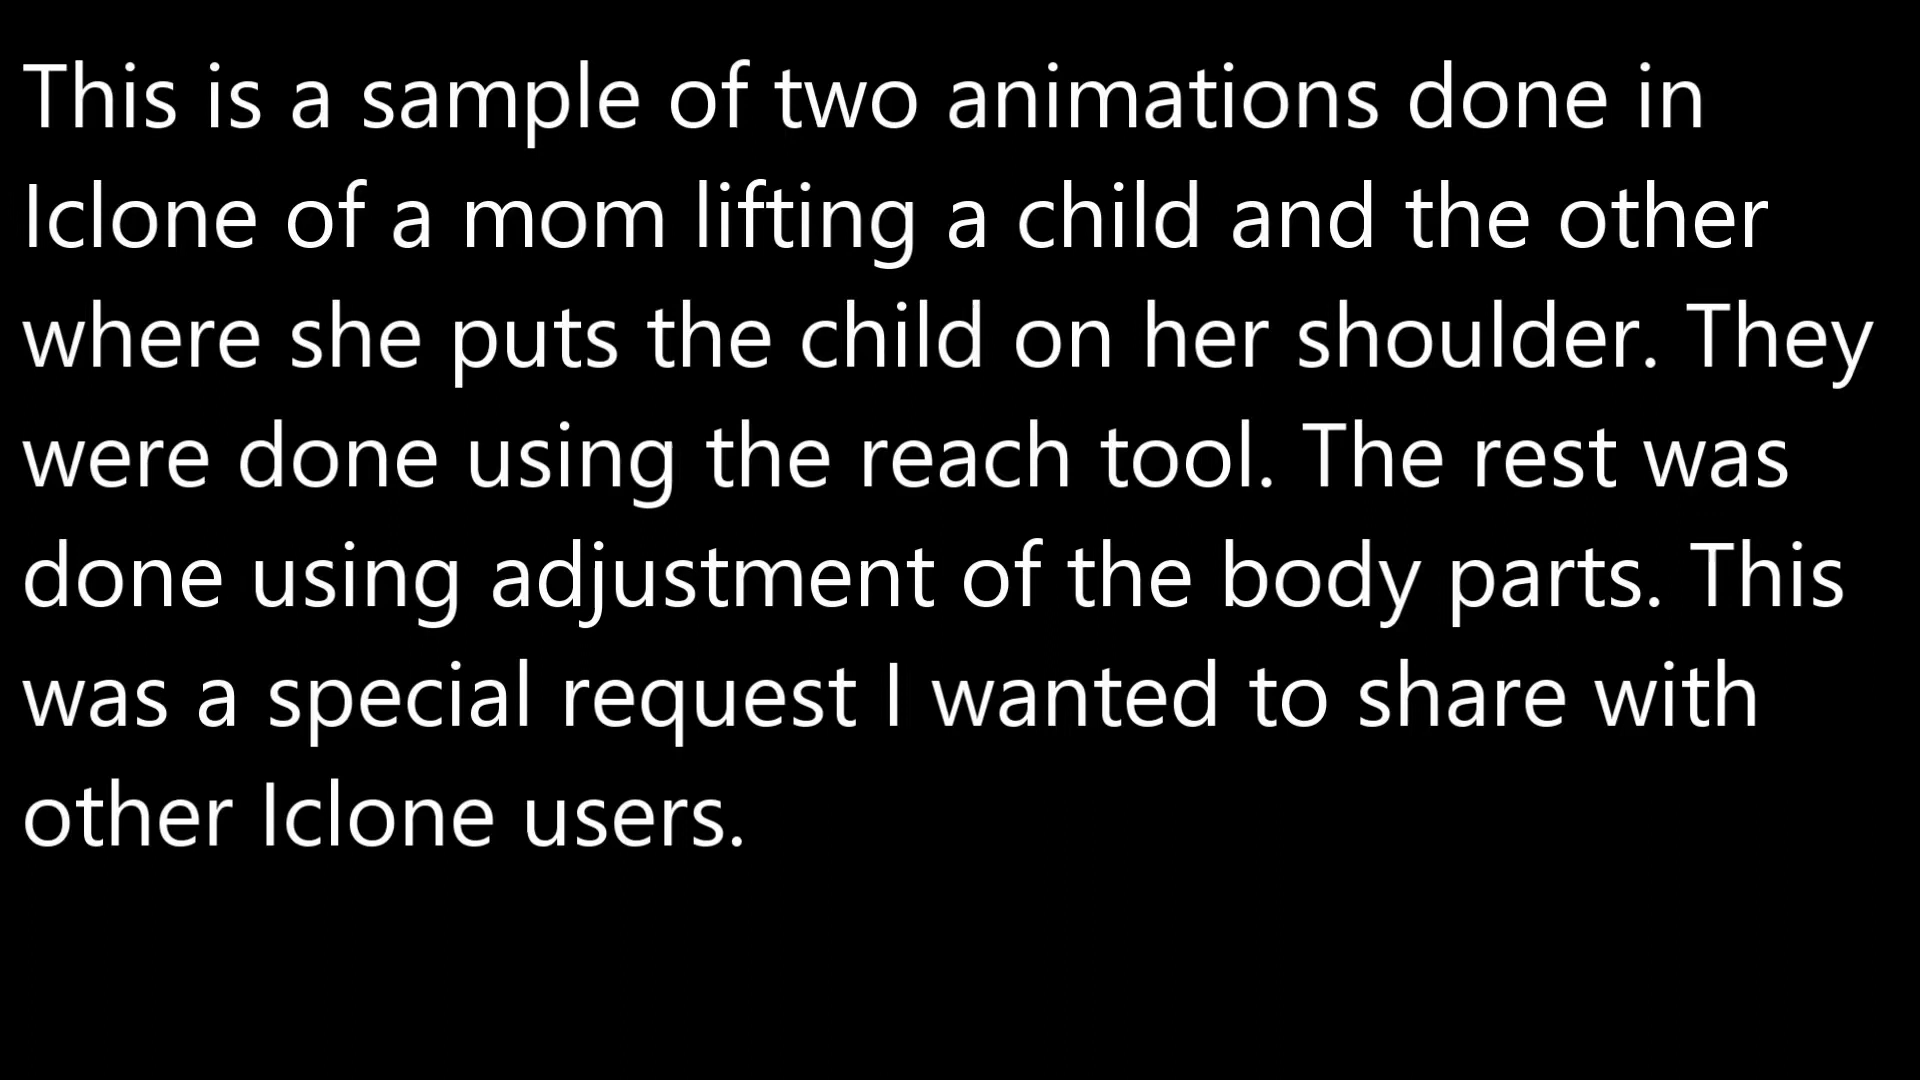 This is a sample of two animations done in
Iclone of a mom lifting a child and the other
where she puts the child on her shoulder. They
were done using the reach tool. The rest was
done using adjustment of the body parts. This
was a special request I wanted to share with
other Iclone users.